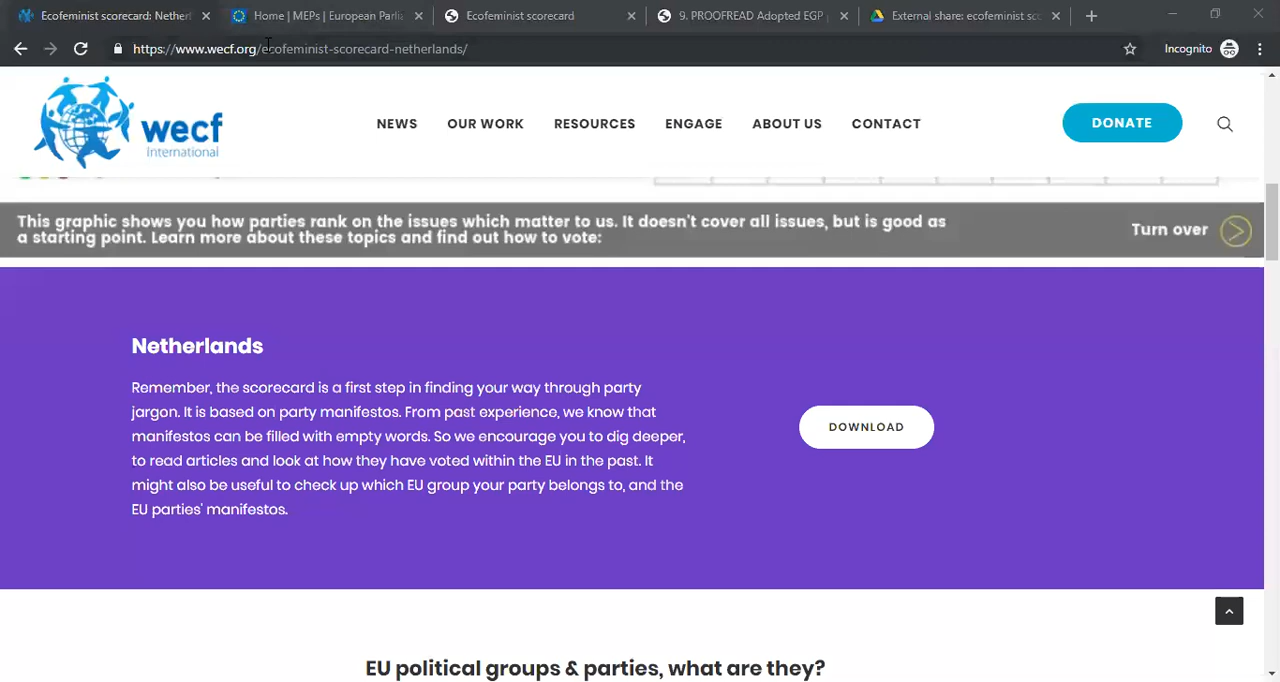 Ecofeminist scorecard: Nether
Home | MEPs | European Parlia
Ecofeminist scorecard
9. PROOFREAD Adopted EGP
External share: ecofeminist sco
https://www.wecf.org/ecofeminist-scorecard-netherlands/
Incognito
wecf
international
NEWS
OUR WORK
RESOURCES
ENGAGE
ABOUT US
CONTACT
DONATE
This graphic shows you how parties rank on the issues which matter to us. It doesn't cover all issues, but is good as
a starting point. Learn more about these topics and find out how to vote:
Turn over
Netherlands
Remember, the scorecard is a first step in finding your way through party
jargon. It is based on party manifestos. From past experience, we know that
manifestos can be filled with empty words. So we encourage you to dig deeper,
to read articles and look at how they have voted within the EU in the past. It
might also be useful to check up which EU group your party belongs to, and the
EU parties' manifestos.
DOWNLOAD
EU political groups & parties, what are they?